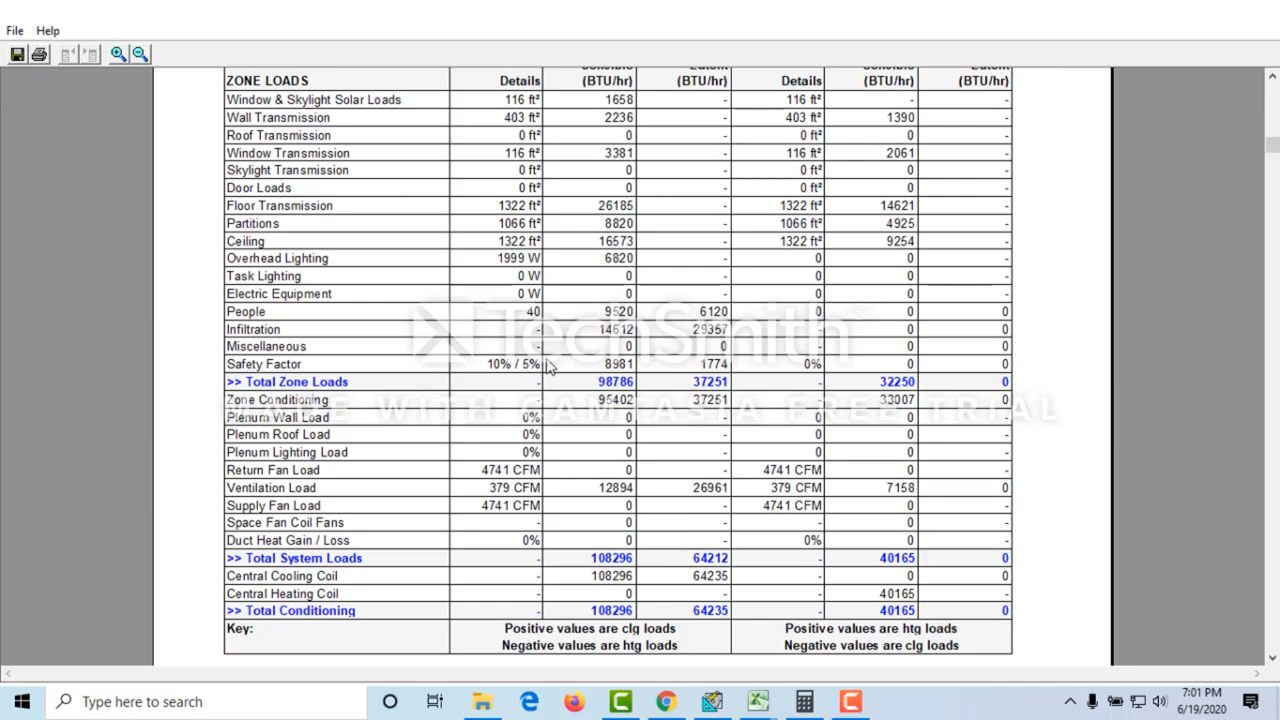 File Help
ZONE LOADS Details (BTU/hr) (BTU/hr) Details (BTU/hr) (BTU/hr)
Window & Skylight Solar Loads 116 ft² 1658 - 116 ft² - -
Wall Transmission 403 ft² 2236 - 403 ft² 1390 -
Roof Transmission 0 ft² 0 - 0 ft² 0 -
Window Transmission 116 ft² 3381 - 116 ft² 2061 -
Skylight Transmission 0 ft² 0 - 0 ft² 0 -
Door Loads 0 ft² 0 - 0 ft² 0 -
Floor Transmission 1322 ft² 26185 - 1322 ft² 14621 -
Partitions 1066 ft² 8820 - 1066 ft² 4925 -
Ceiling 1322 ft² 16573 - 1322 ft² 9254 -
Overhead Lighting 1999 W 6820 - 0 0 -
Task Lighting 0 W 0 - 0 0 -
Electric Equipment 0 W 0 - 0 0 -
People 40 9520 6120 0 0 0
Infiltration - 14612 29357 - 0 0
Miscellaneous - 0 0 - 0 0
Safety Factor 10% / 5% 8981 1774 0% 0 0
>> Total Zone Loads - 98786 37251 - 32250 0
Zone Conditioning - 95402 37251 - 33007 0
Plenum Wall Load 0% 0 - 0 0 -
Plenum Roof Load 0% 0 - 0 0 -
Plenum Lighting Load 0% 0 - 0 0 -
Return Fan Load 4741 CFM 0 - 4741 CFM 0 -
Ventilation Load 379 CFM 12894 26961 379 CFM 7158 0
Supply Fan Load 4741 CFM 0 - 4741 CFM 0 -
Space Fan Coil Fans - 0 - - 0 -
Duct Heat Gain / Loss 0% 0 - 0% 0 -
>> Total System Loads - 108296 64212 - 40165 0
Central Cooling Coil - 108296 64235 - 0 0
Central Heating Coil - 0 - - 40165 -
>> Total Conditioning - 108296 64235 - 40165 0
Key: Positive values are clg loads Positive values are htg loads
Negative values are htg loads Negative values are clg loads
TechSmith
MADE WITH CAMTASIA FREE TRIAL
Type here to search
7:01 PM
6/19/2020